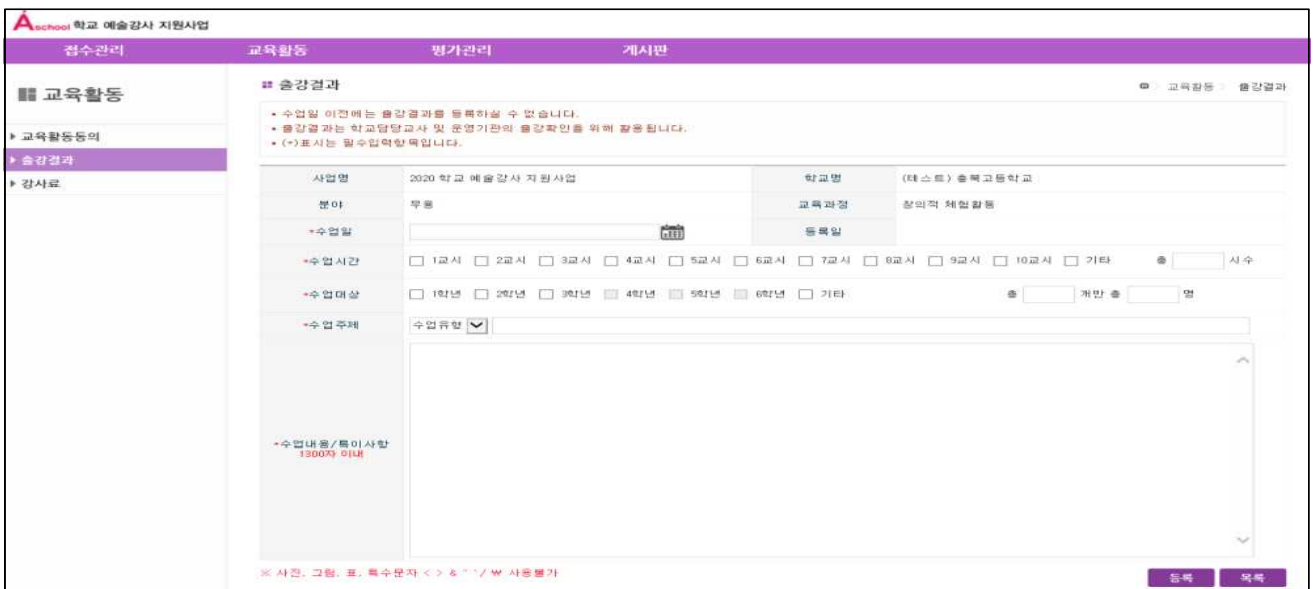 Aschool 학교 예술강사 지원사업
접수관리 교육활동 평가관리 게시판
교육활동
교육활동동의
출강결과
강사료
출강결과
교육활동 출강결과
• 수업일 이전에는 출강결과를 등록하실 수 없습니다.
• 출강결과는 학교담당교사 및 운영기관의 출강확인을 위해 활용됩니다.
• (*)표시는 필수입력항목입니다.
사업명 2020 학교 예술강사 지원사업 학교명 (테스트) 충북고등학교
분야 무용 교육과정 창의적 체험활동
*수업일 등록일
*수업시간 1교시 2교시 3교시 4교시 5교시 6교시 7교시 8교시 9교시 10교시 기타 총 시수
*수업대상 1학년 2학년 3학년 4학년 5학년 6학년 기타 총 개반 총 명
*수업주제 수업유형
*수업내용/특이사항
1300자 이내
※ 사진, 그림, 표, 특수문자 < > & " ' / ₩ 사용불가
등록 목록